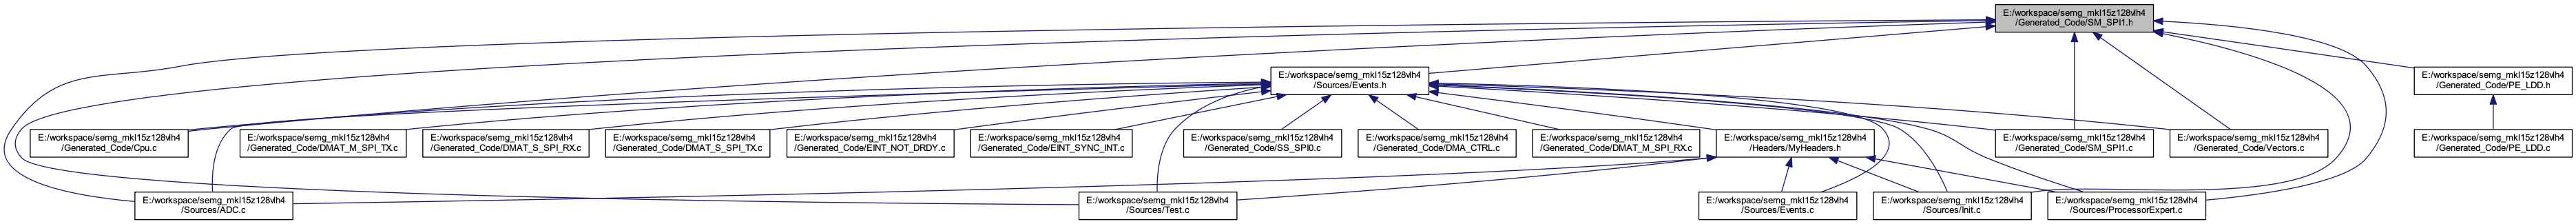 E:/workspace/semg_mkl15z128vlh4
/Generated_Code/SM_SPI1.h
E:/workspace/semg_mkl15z128vlh4
/Sources/Events.h
E:/workspace/semg_mkl15z128vlh4
/Generated_Code/PE_LDD.h
E:/workspace/semg_mkl15z128vlh4
/Generated_Code/Cpu.c
E:/workspace/semg_mkl15z128vlh4
/Generated_Code/DMAT_M_SPI_TX.c
E:/workspace/semg_mkl15z128vlh4
/Generated_Code/DMAT_S_SPI_RX.c
E:/workspace/semg_mkl15z128vlh4
/Generated_Code/DMAT_S_SPI_TX.c
E:/workspace/semg_mkl15z128vlh4
/Generated_Code/EINT_NOT_DRDY.c
E:/workspace/semg_mkl15z128vlh4
/Generated_Code/EINT_SYNC_INT.c
E:/workspace/semg_mkl15z128vlh4
/Generated_Code/SS_SPI0.c
E:/workspace/semg_mkl15z128vlh4
/Generated_Code/DMA_CTRL.c
E:/workspace/semg_mkl15z128vlh4
/Generated_Code/DMAT_M_SPI_RX.c
E:/workspace/semg_mkl15z128vlh4
/Headers/MyHeaders.h
E:/workspace/semg_mkl15z128vlh4
/Generated_Code/SM_SPI1.c
E:/workspace/semg_mkl15z128vlh4
/Generated_Code/Vectors.c
E:/workspace/semg_mkl15z128vlh4
/Generated_Code/PE_LDD.c
E:/workspace/semg_mkl15z128vlh4
/Sources/ADC.c
E:/workspace/semg_mkl15z128vlh4
/Sources/Test.c
E:/workspace/semg_mkl15z128vlh4
/Sources/Events.c
E:/workspace/semg_mkl15z128vlh4
/Sources/Init.c
E:/workspace/semg_mkl15z128vlh4
/Sources/ProcessorExpert.c